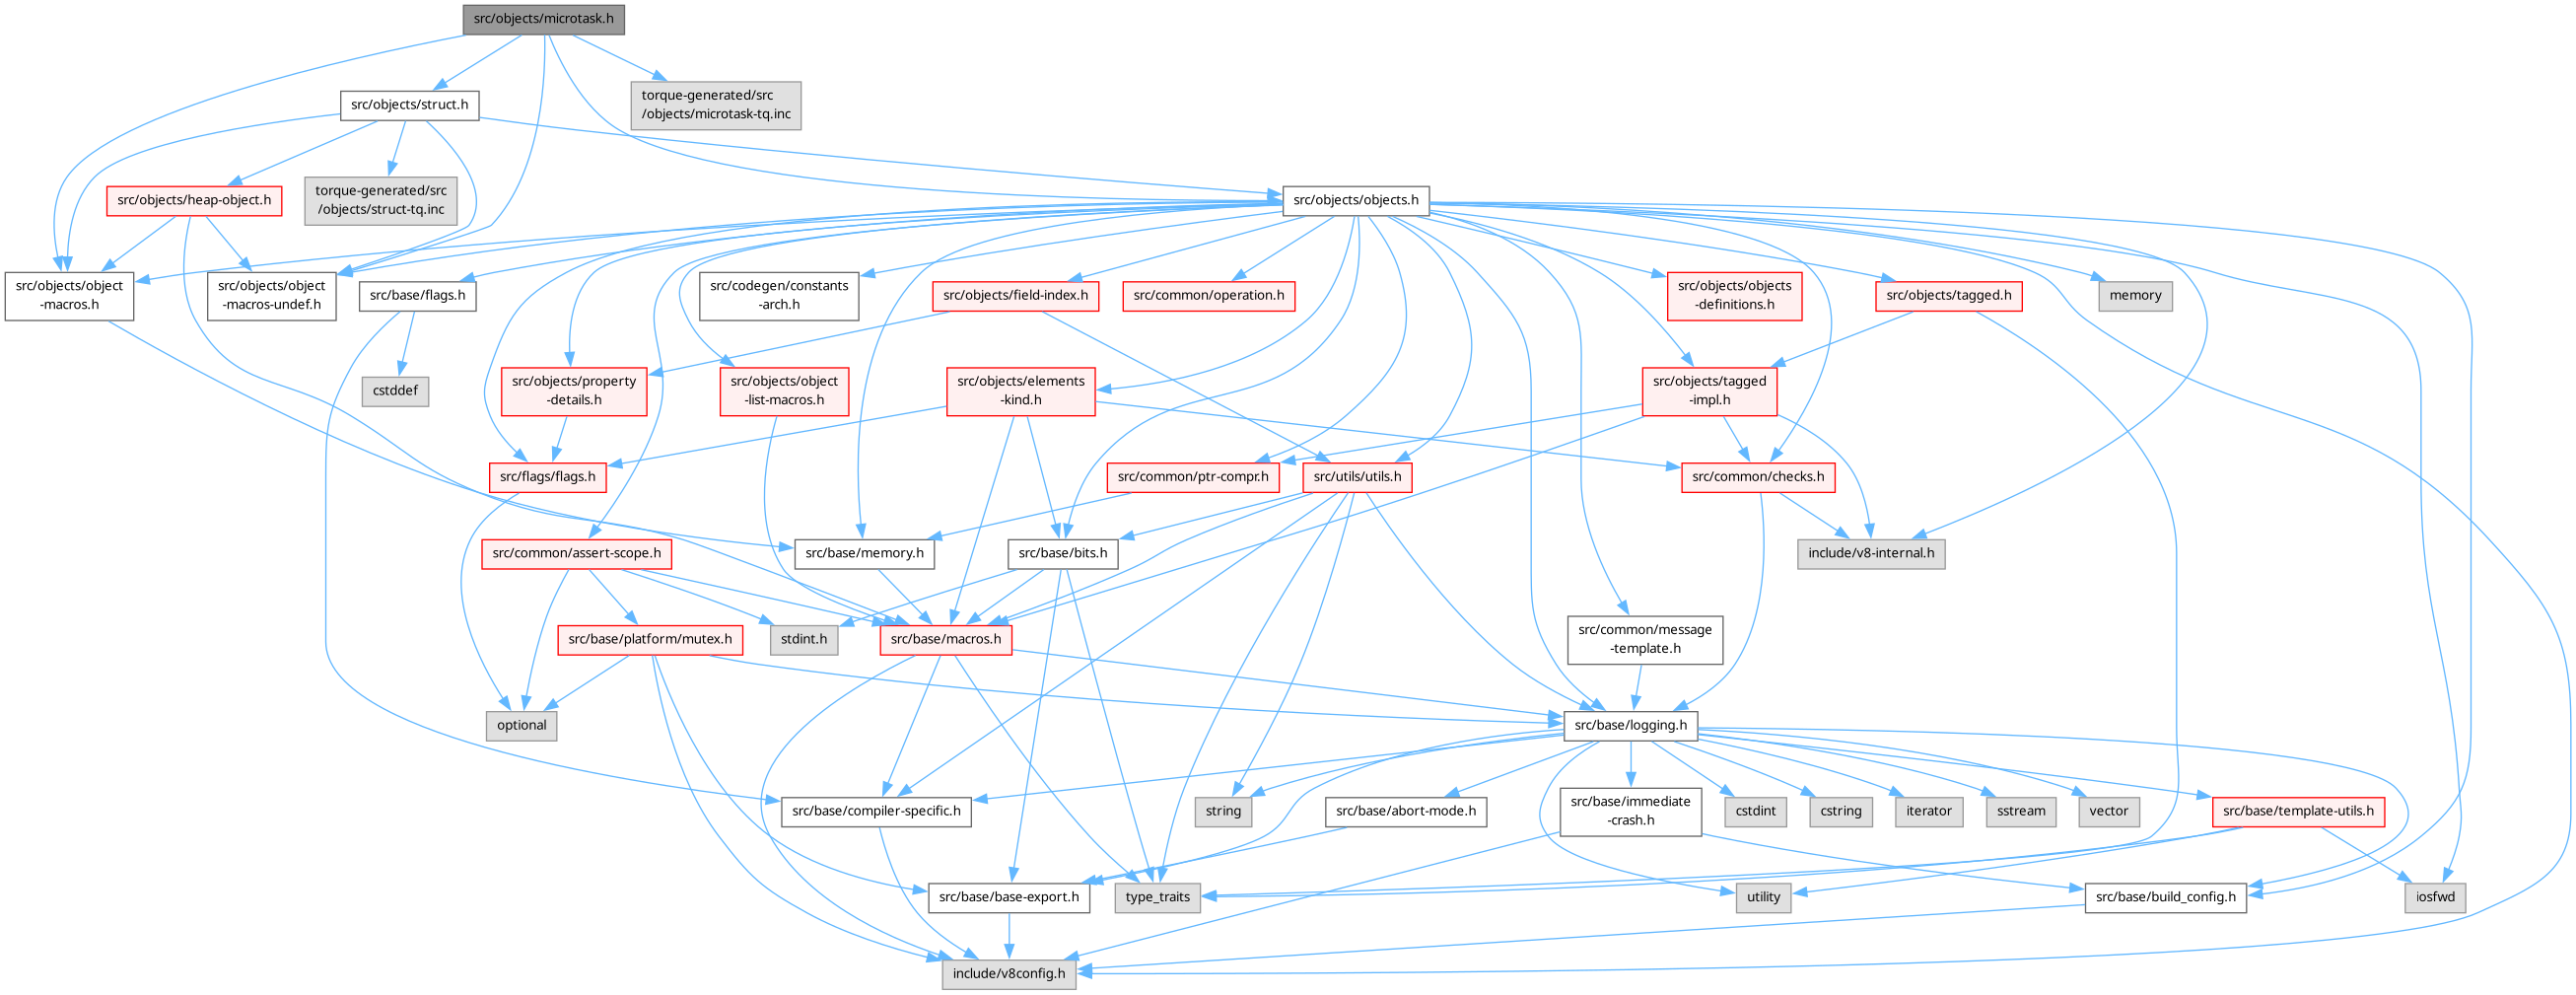 src/objects/microtask.h
src/objects/struct.h
torque-generated/src
/objects/microtask-tq.inc
src/objects/heap-object.h
torque-generated/src
/objects/struct-tq.inc
src/objects/objects.h
src/objects/object
-macros.h
src/objects/object
-macros-undef.h
src/base/flags.h
src/codegen/constants
-arch.h
src/objects/field-index.h
src/common/operation.h
src/objects/objects
-definitions.h
src/objects/tagged.h
memory
cstddef
src/objects/property
-details.h
src/objects/object
-list-macros.h
src/objects/elements
-kind.h
src/objects/tagged
-impl.h
src/flags/flags.h
src/common/ptr-compr.h
src/utils/utils.h
src/common/checks.h
src/common/assert-scope.h
src/base/memory.h
src/base/bits.h
include/v8-internal.h
src/base/platform/mutex.h
stdint.h
src/base/macros.h
src/common/message
-template.h
optional
src/base/logging.h
src/base/compiler-specific.h
string
src/base/abort-mode.h
src/base/immediate
-crash.h
cstdint
cstring
iterator
sstream
vector
src/base/template-utils.h
src/base/base-export.h
type_traits
utility
src/base/build_config.h
iosfwd
include/v8config.h